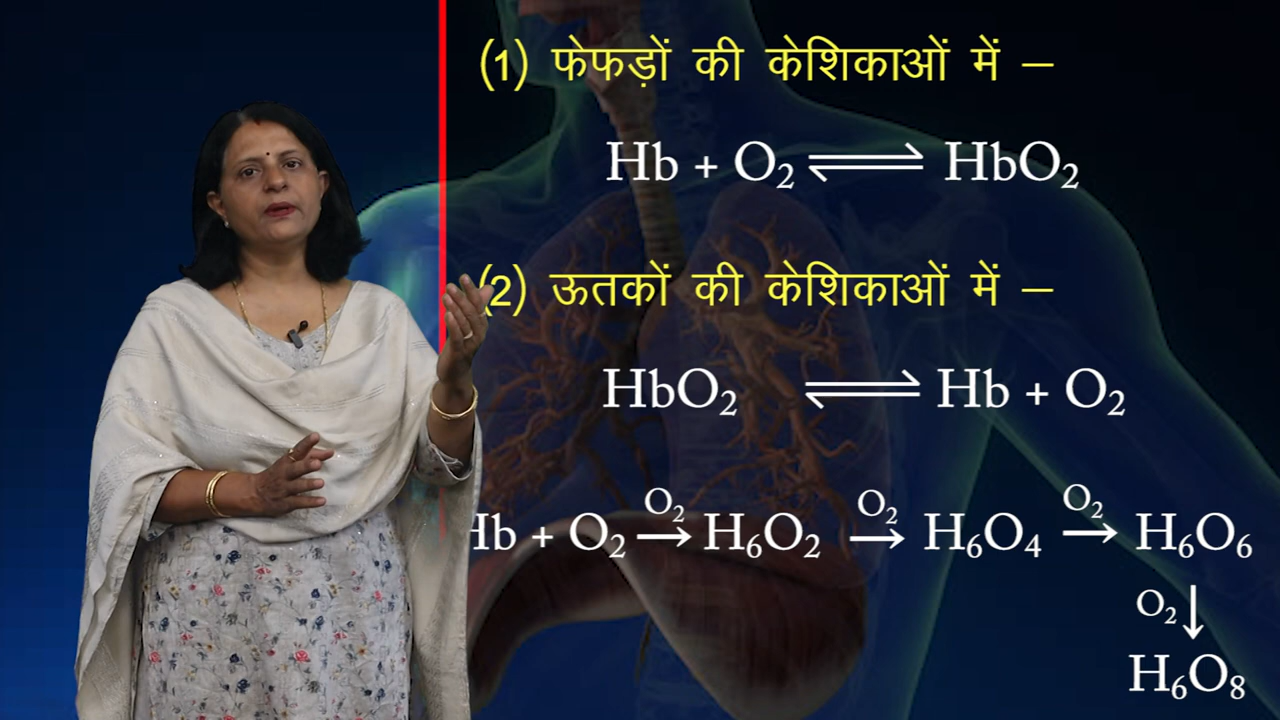 (1) फेफड़ों की केशिकाओं में –
Hb + O₂ ⇌ HbO₂
(2) ऊतकों की केशिकाओं में –
HbO₂ ⇌ Hb + O₂
Hb + O₂ →O₂ H₆O₂ →O₂ H₆O₄ →O₂ H₆O₆
O₂ ↓
H₆O₈